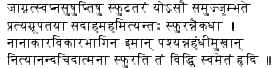 जाग्रत्स्वप्नसुषुप्तिषु स्फुटतरं योऽसौ समुज्जृम्भते
प्रत्यग्रूपतया सदाहमहमित्यन्तः स्फुरन्नैकधा ।
नानाकारविकारभागिन इमान् पश्यन्नहंधीमुखान्
नित्यानन्दचिदात्मना स्फुरति तं विद्धि स्वमेतं हृदि ॥